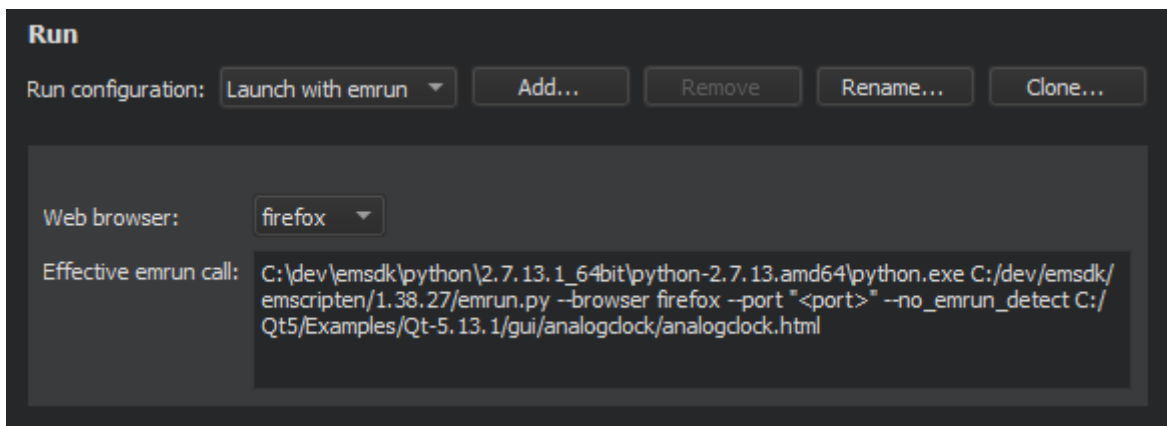 Run
Run configuration: Launch with emrun Add... Remove Rename... Clone...
Web browser: firefox
Effective emrun call: C:\dev\emsdk\python\2.7.13.1_64bit\python-2.7.13.amd64\python.exe C:/dev/emsdk/
emscripten/1.38.27/emrun.py --browser firefox --port "<port>" --no_emrun_detect C:/
Qt5/Examples/Qt-5.13.1/gui/analogclock/analogclock.html